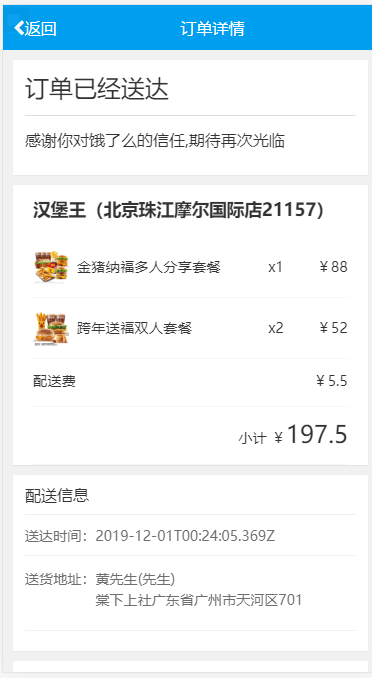 返回 订单详情
订单已经送达
感谢你对饿了么的信任,期待再次光临
汉堡王（北京珠江摩尔国际店21157）
金猪纳福多人分享套餐 x1 ¥88
跨年送福双人套餐 x2 ¥52
配送费 ¥5.5
小计 ¥197.5
配送信息
送达时间：2019-12-01T00:24:05.369Z
送货地址：黄先生(先生)
棠下上社广东省广州市天河区701